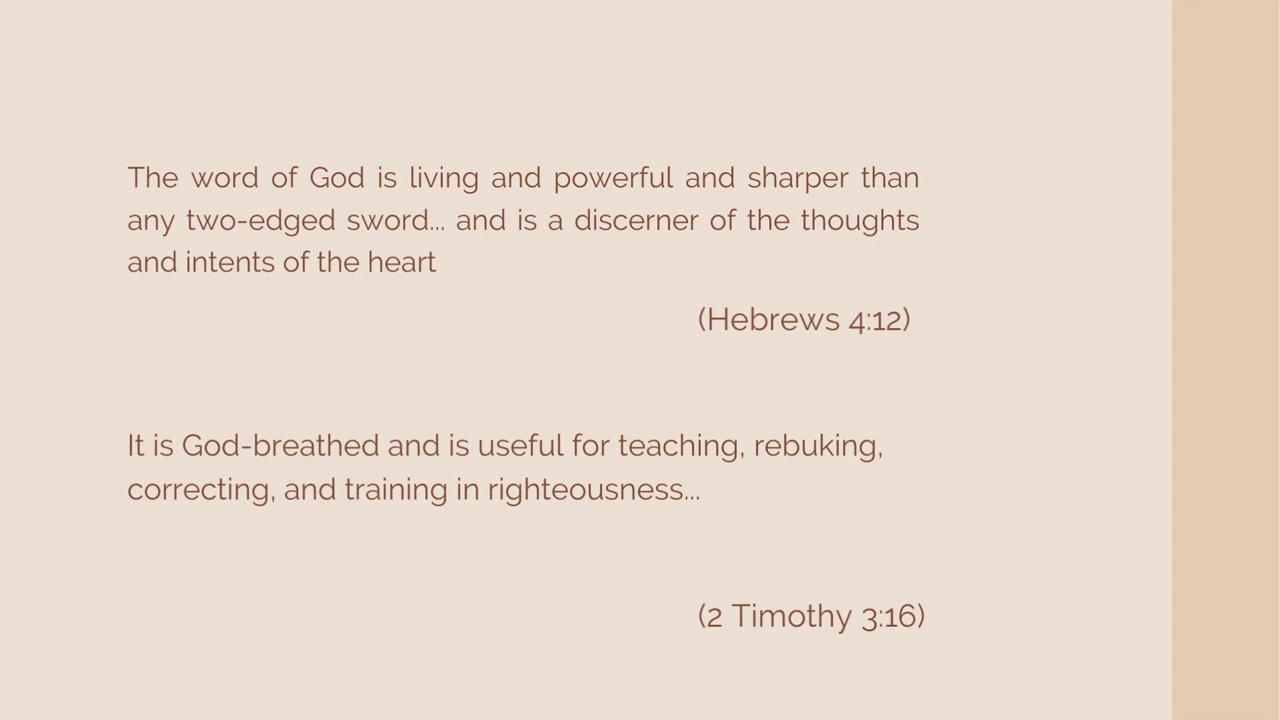 The word of God is living and powerful and sharper than
any two-edged sword... and is a discerner of the thoughts
and intents of the heart
(Hebrews 4:12)
It is God-breathed and is useful for teaching, rebuking,
correcting, and training in righteousness...
(2 Timothy 3:16)